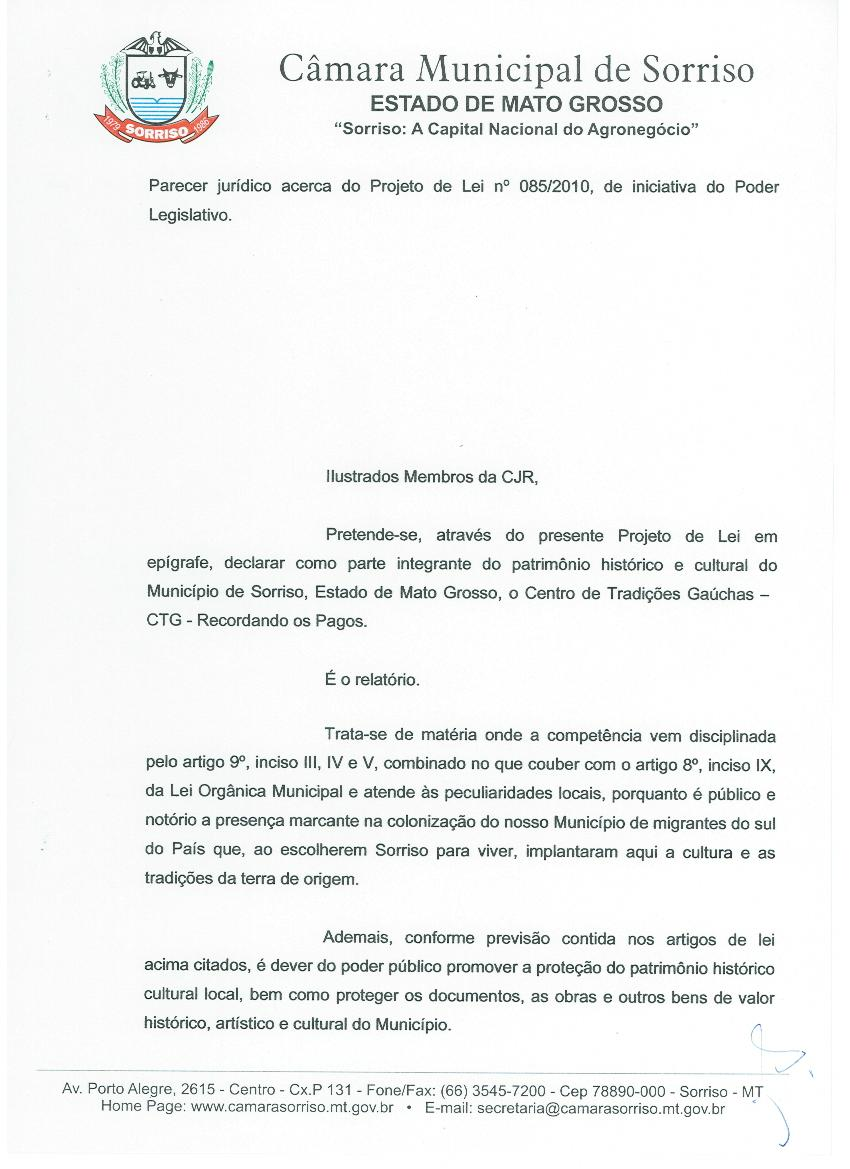 Câmara Municipal de Sorriso
ESTADO DE MATO GROSSO
“Sorriso: A Capital Nacional do Agronegócio”
1979 SORRISO 1986
Parecer jurídico acerca do Projeto de Lei nº 085/2010, de iniciativa do Poder
Legislativo.
Ilustrados Membros da CJR,
Pretende-se, através do presente Projeto de Lei em
epígrafe, declarar como parte integrante do patrimônio histórico e cultural do
Município de Sorriso, Estado de Mato Grosso, o Centro de Tradições Gaúchas –
CTG - Recordando os Pagos.
É o relatório.
Trata-se de matéria onde a competência vem disciplinada
pelo artigo 9º, inciso III, IV e V, combinado no que couber com o artigo 8º, inciso IX,
da Lei Orgânica Municipal e atende às peculiaridades locais, porquanto é público e
notório a presença marcante na colonização do nosso Município de migrantes do sul
do País que, ao escolherem Sorriso para viver, implantaram aqui a cultura e as
tradições da terra de origem.
Ademais, conforme previsão contida nos artigos de lei
acima citados, é dever do poder público promover a proteção do patrimônio histórico
cultural local, bem como proteger os documentos, as obras e outros bens de valor
histórico, artístico e cultural do Município.
Av. Porto Alegre, 2615 - Centro - Cx.P 131 - Fone/Fax: (66) 3545-7200 - Cep 78890-000 - Sorriso - MT
Home Page: www.camarasorriso.mt.gov.br • E-mail: secretaria@camarasorriso.mt.gov.br